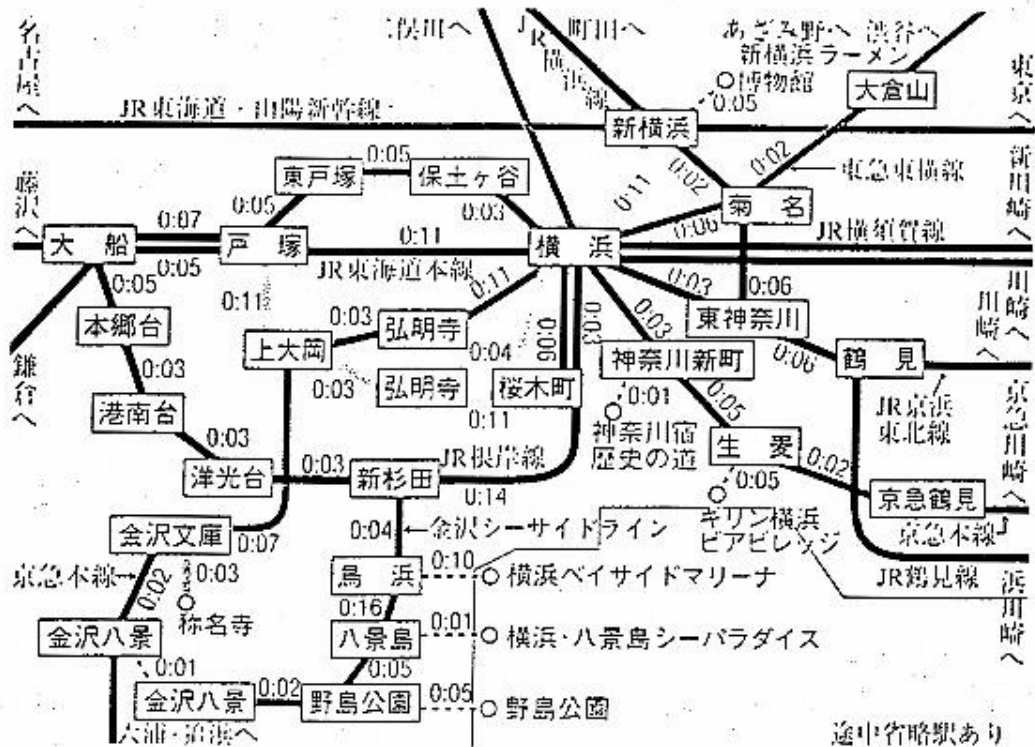 名古屋へ
二俣川へ
JR横浜線
町田へ
あざみ野へ
渋谷へ
新横浜ラーメン
博物館
0:05
大倉山
東京へ
JR東海道・山陽新幹線
新横浜
0:02
東急東横線
新川崎へ
藤沢へ
東戸塚
0:05
保土ヶ谷
0:11
0:02
菊名
0:07
0:05
0:03
0:06
JR横須賀線
大船
戸塚
0:11
横浜
0:05
JR東海道本線
川崎へ
0:05
0:11
0:11
0:03
0:06
川崎へ
本郷台
0:03
弘明寺
0:06
0:03
0:03
東神奈川
上大岡
0:04
神奈川新町
0:06
鶴見
0:03
0:03
弘明寺
桜木町
0:01
0:05
JR京浜
東北線
京急川崎へ
鎌倉へ
港南台
0:11
神奈川宿
歴史の道
生麦
0:03
JR根岸線
0:02
洋光台
0:03
新杉田
0:14
0:05
京急鶴見
金沢文庫
0:07
0:04
金沢シーサイドライン
キリン横浜
ビアビレッジ
京急本線
京急本線
0:02
0:03
鳥浜
0:10
横浜ベイサイドマリーナ
JR鶴見線
浜川崎へ
称名寺
0:16
金沢八景
八景島
0:01
横浜・八景島シーパラダイス
0:01
0:05
金沢八景
0:02
野島公園
0:05
野島公園
六浦・追浜へ
途中省略駅あり